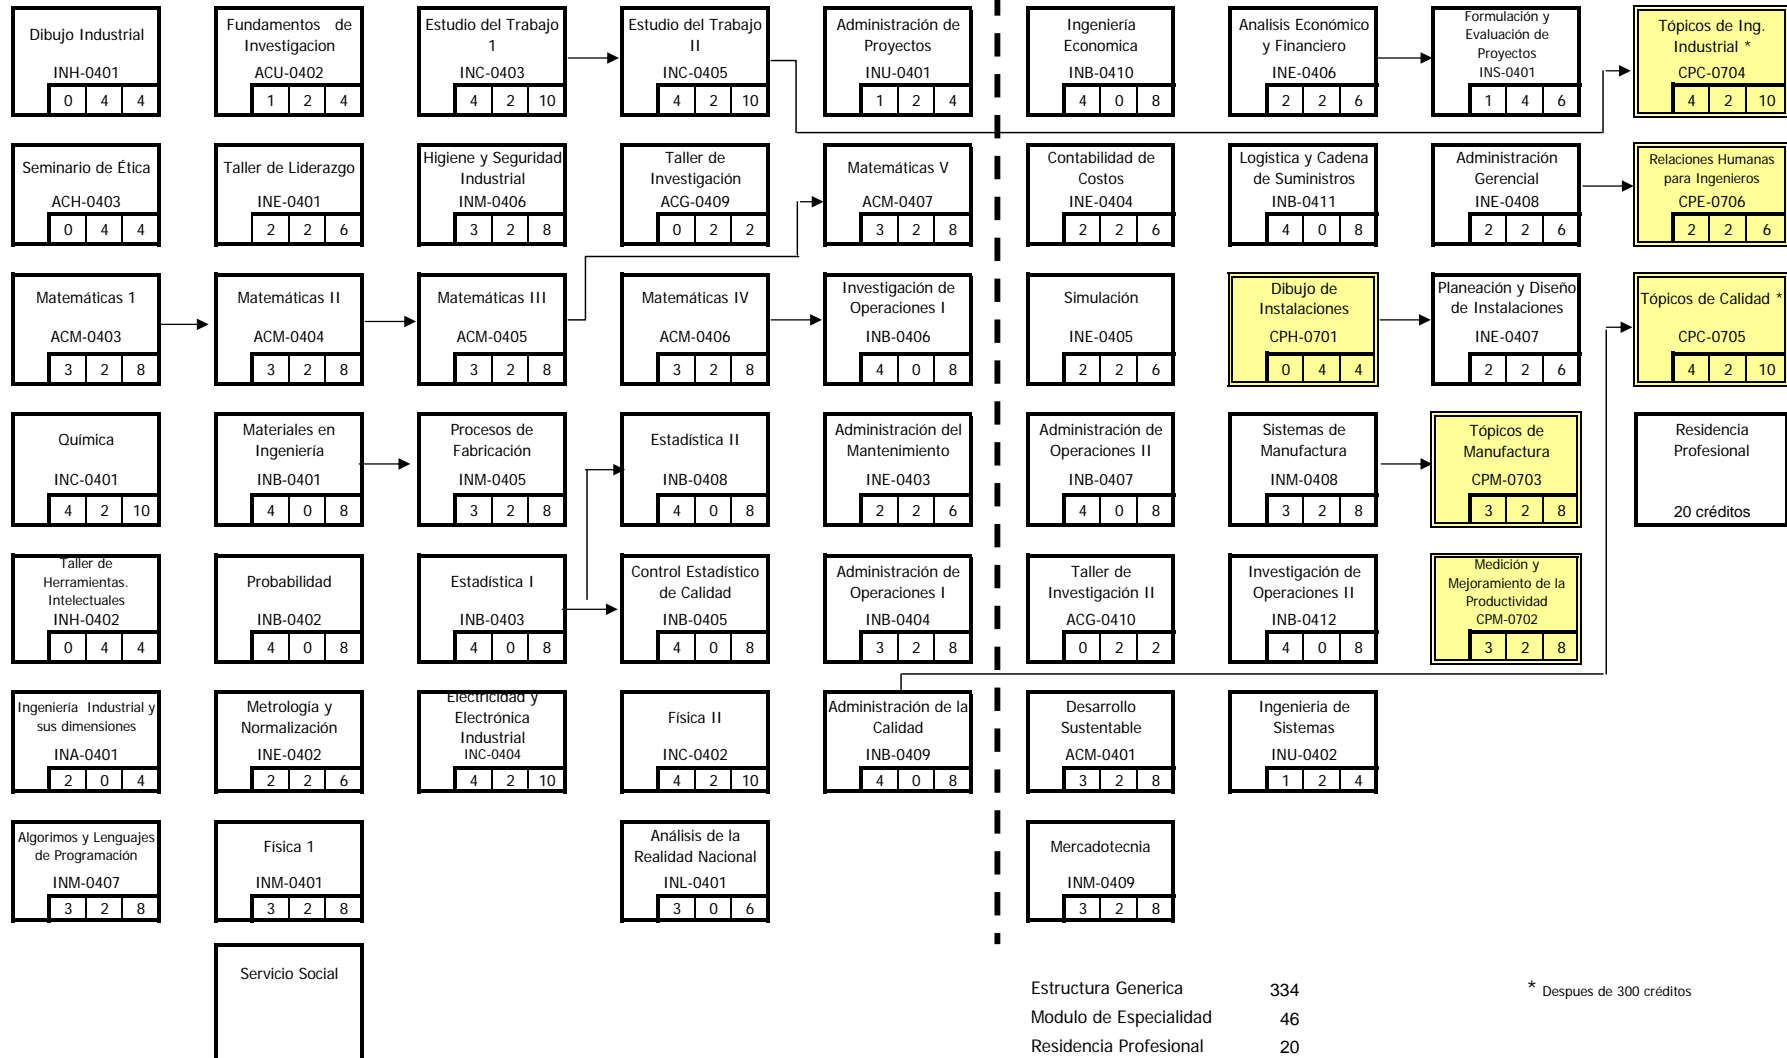 Dibujo Industrial
INH-0401
0 4 4
Fundamentos de
Investigacion
ACU-0402
1 2 4
Estudio del Trabajo
1
INC-0403
4 2 10
Estudio del Trabajo
II
INC-0405
4 2 10
Administración de
Proyectos
INU-0401
1 2 4
Ingeniería
Economica
INB-0410
4 0 8
Analisis Económico
y Financiero
INE-0406
2 2 6
Formulación y
Evaluación de
Proyectos
INS-0401
1 4 6
Tópicos de Ing.
Industrial *
CPC-0704
4 2 10
Seminario de Ética
ACH-0403
0 4 4
Taller de Liderazgo
INE-0401
2 2 6
Higiene y Seguridad
Industrial
INM-0406
3 2 8
Taller de
Investigación
ACG-0409
0 2 2
Matemáticas V
ACM-0407
3 2 8
Contabilidad de
Costos
INE-0404
2 2 6
Logistica y Cadena
de Suministros
INB-0411
4 0 8
Administración
Gerencial
INE-0408
2 2 6
Relaciones Humanas
para Ingenieros
CPE-0706
2 2 6
Matemáticas 1
ACM-0403
3 2 8
Matemáticas II
ACM-0404
3 2 8
Matemáticas III
ACM-0405
3 2 8
Matemáticas IV
ACM-0406
3 2 8
Investigación de
Operaciones I
INB-0406
4 0 8
Simulación
INE-0405
2 2 6
Dibujo de
Instalaciones
CPH-0701
0 4 4
Planeación y Diseño
de Instalaciones
INE-0407
2 2 6
Tópicos de Calidad *
CPC-0705
4 2 10
Química
INC-0401
4 2 10
Materiales en
Ingeniería
INB-0401
4 0 8
Procesos de
Fabricación
INM-0405
3 2 8
Estadística II
INB-0408
4 0 8
Administración del
Mantenimiento
INE-0403
2 2 6
Administración de
Operaciones II
INB-0407
4 0 8
Sistemas de
Manufactura
INM-0408
3 2 8
Tópicos de
Manufactura
CPM-0703
3 2 8
Residencia
Profesional
20 créditos
Taller de
Herramientas.
Intelectuales
INH-0402
0 4 4
Probabilidad
INB-0402
4 0 8
Estadística I
INB-0403
4 0 8
Control Estadístico
de Calidad
INB-0405
4 0 8
Administración de
Operaciones I
INB-0404
3 2 8
Taller de
Investigación II
ACG-0410
0 2 2
Investigación de
Operaciones II
INB-0412
4 0 8
Medición y
Mejoramiento de la
Productividad
CPM-0702
3 2 8
Ingeniería Industrial y
sus dimensiones
INA-0401
2 0 4
Metrología y
Normalización
INE-0402
2 2 6
Electricidad y
Electrónica
Industrial
INC-0404
4 2 10
Física II
INC-0402
4 2 10
Administración de la
Calidad
INB-0409
4 0 8
Desarrollo
Sustentable
ACM-0401
3 2 8
Ingenieria de
Sistemas
INU-0402
1 2 4
Algorimos y Lenguajes
de Programación
INM-0407
3 2 8
Física 1
INM-0401
3 2 8
Análisis de la
Realidad Nacional
INL-0401
3 0 6
Mercadotecnia
INM-0409
3 2 8
Servicio Social
Estructura Generica 334
Modulo de Especialidad 46
Residencia Profesional 20
* Despues de 300 créditos